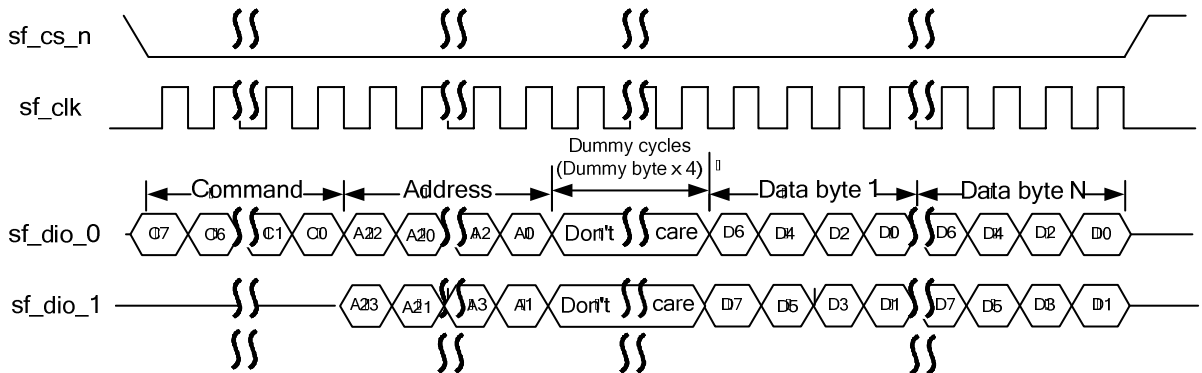 sf_cs_n
sf_clk
Dummy cycles
(Dummy byte x 4)
Command Address Data byte 1 Data byte N
sf_dio_0 C7 C6 C1 C0 A22 A20 A2 A0 Don't care D6 D4 D2 D0 D6 D4 D2 D0
sf_dio_1 A23 A21 A3 A1 Don't care D7 D5 D3 D1 D7 D5 D3 D1